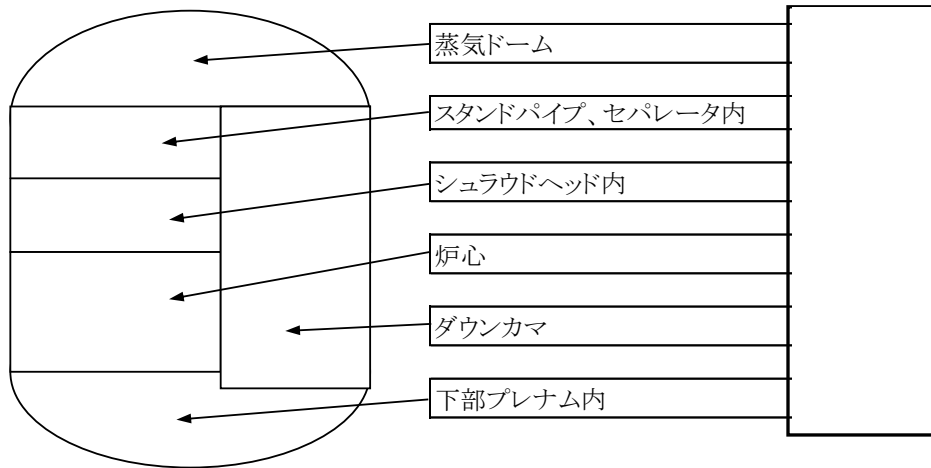 蒸気ドーム
スタンドパイプ、セパレータ内
シュラウドヘッド内
炉心
ダウンカマ
下部プレナム内